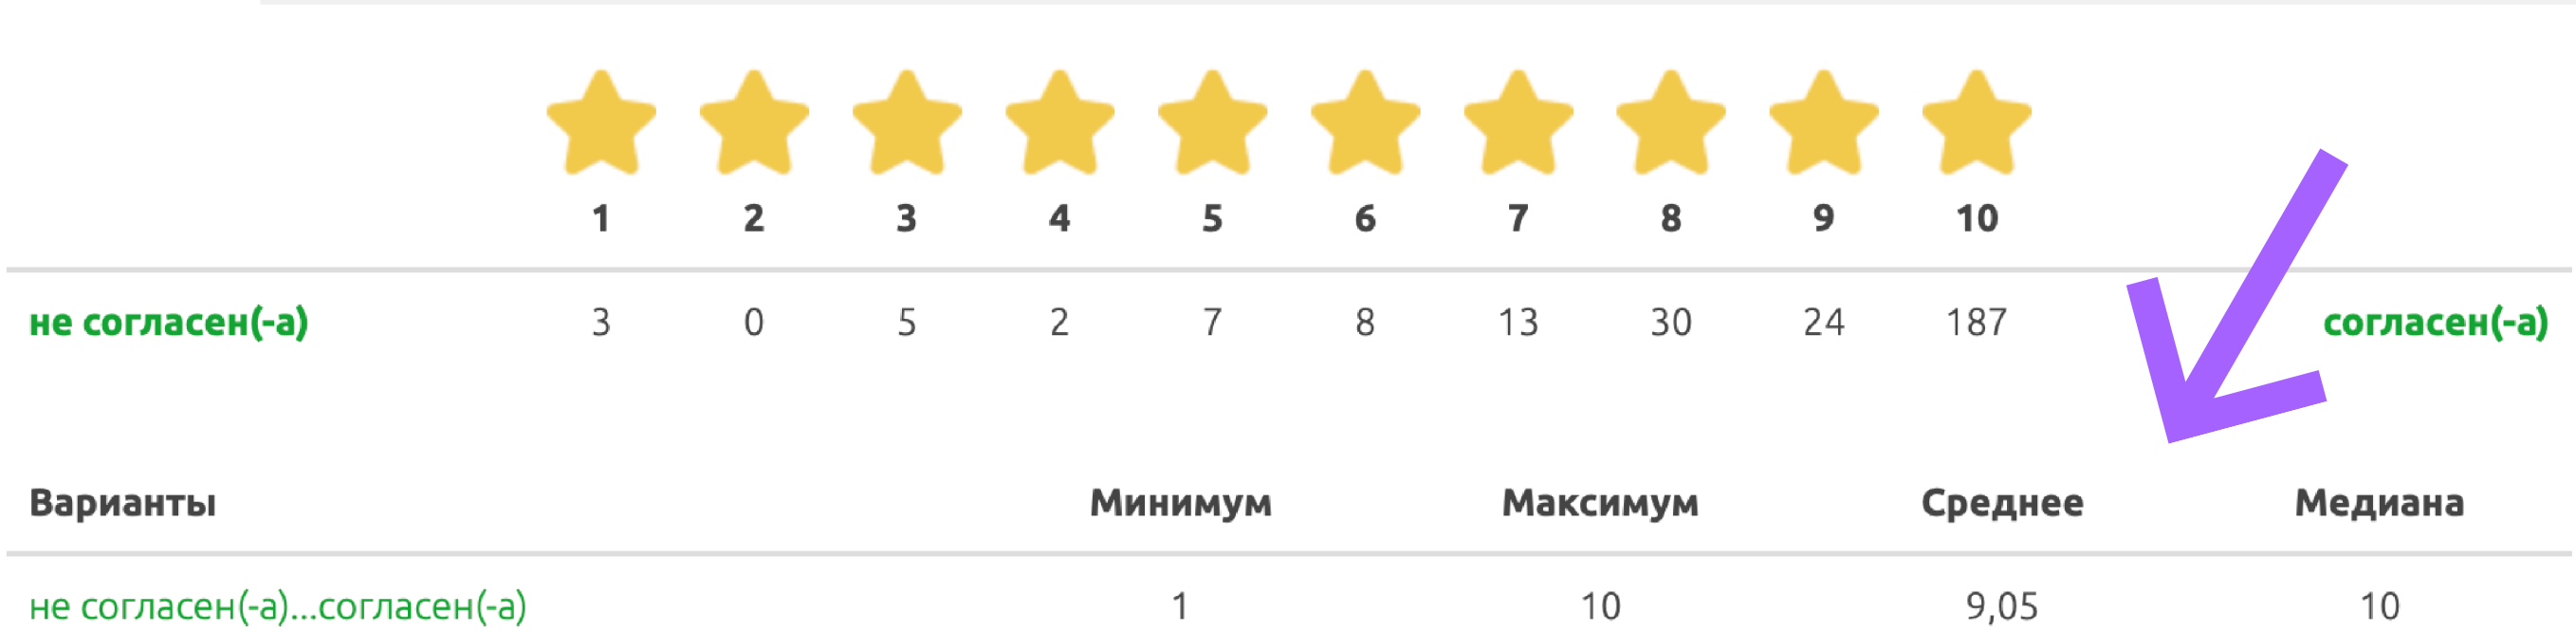 1 2 3 4 5 6 7 8 9 10
не согласен(-а) 3 0 5 2 7 8 13 30 24 187 согласен(-а)
Варианты Минимум Максимум Среднее Медиана
не согласен(-а)...согласен(-а) 1 10 9,05 10